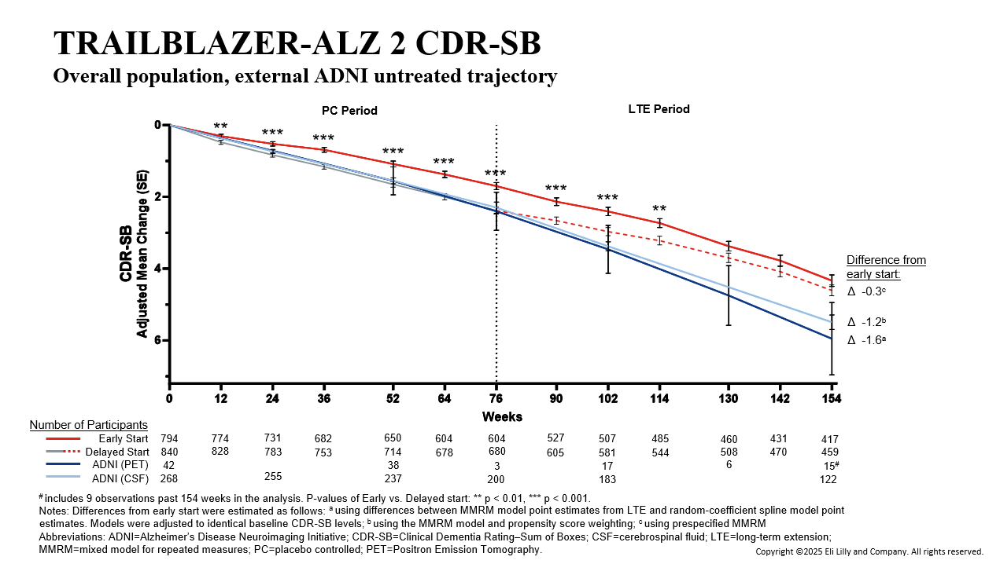 TRAILBLAZER-ALZ 2 CDR-SB
Overall population, external ADNI untreated trajectory
PC Period
LTE Period
** *** *** *** *** *** *** *** **
CDR-SB
Adjusted Mean Change (SE)
0
2
4
6
0 12 24 36 52 64 76 90 102 114 130 142 154
Weeks
Difference from
early start:
Δ -0.3ᶜ
Δ -1.2ᵇ
Δ -1.6ᵃ
Number of Participants
Early Start 794 774 731 682 650 604 604 527 507 485 460 431 417
Delayed Start 840 828 783 753 714 678 680 605 581 544 508 470 459
ADNI (PET) 42 38 3 17 6 15#
ADNI (CSF) 268 255 237 200 183 122
# includes 9 observations past 154 weeks in the analysis. P-values of Early vs. Delayed start: ** p < 0.01, *** p < 0.001.
Notes: Differences from early start were estimated as follows: ᵃ using differences between MMRM model point estimates from LTE and random-coefficient spline model point
estimates. Models were adjusted to identical baseline CDR-SB levels; ᵇ using the MMRM model and propensity score weighting; ᶜ using prespecified MMRM
Abbreviations: ADNI=Alzheimer's Disease Neuroimaging Initiative; CDR-SB=Clinical Dementia Rating–Sum of Boxes; CSF=cerebrospinal fluid; LTE=long-term extension;
MMRM=mixed model for repeated measures; PC=placebo controlled; PET=Positron Emission Tomography.
Copyright ©2025 Eli Lilly and Company. All rights reserved.